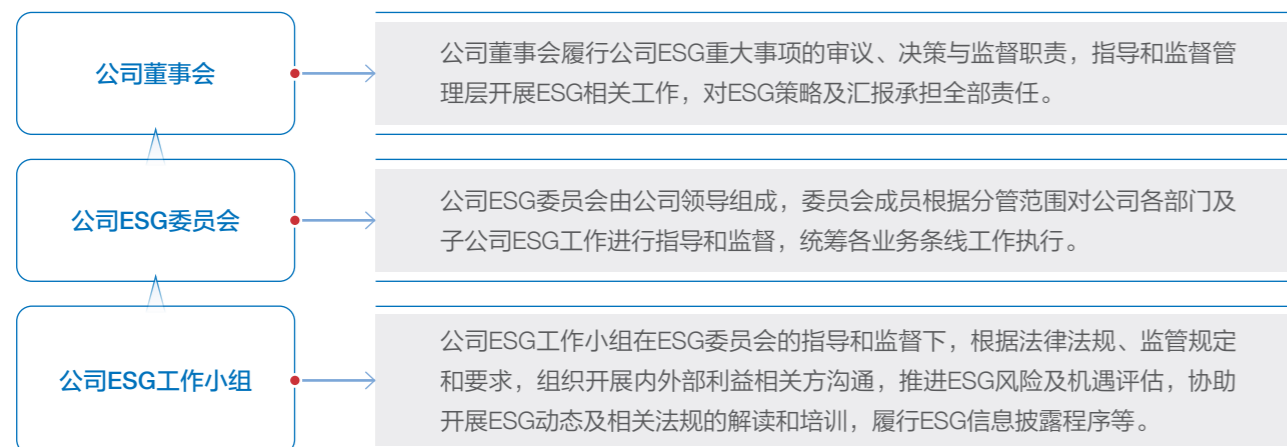 公司董事会
公司董事会履行公司ESG重大事项的审议、决策与监督职责，指导和监督管
理层开展ESG相关工作，对ESG策略及汇报承担全部责任。
公司ESG委员会
公司ESG委员会由公司领导组成，委员会成员根据分管范围对公司各部门及
子公司ESG工作进行指导和监督，统筹各业务条线工作执行。
公司ESG工作小组
公司ESG工作小组在ESG委员会的指导和监督下，根据法律法规、监管规定
和要求，组织开展内外部利益相关方沟通，推进ESG风险及机遇评估，协助
开展ESG动态及相关法规的解读和培训，履行ESG信息披露程序等。